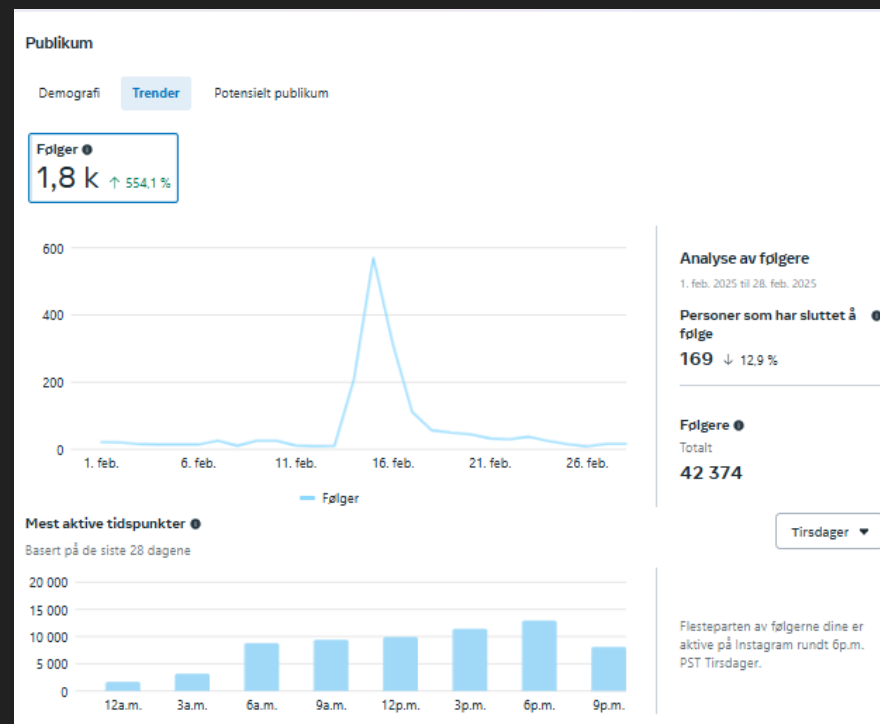 Publikum
Demografi Trender Potensielt publikum
Følger
1,8 k ↑ 554,1 %
600
400
200
0
1. feb. 6. feb. 11. feb. 16. feb. 21. feb. 26. feb.
Følger
Analyse av følgere
1. feb. 2025 til 28. feb. 2025
Personer som har sluttet å
følge
169 ↓ 12,9 %
Følgere
Totalt
42 374
Mest aktive tidspunkter
Basert på de siste 28 dagene
Tirsdager
20 000
15 000
10 000
5 000
0
12a.m. 3a.m. 6a.m. 9a.m. 12p.m. 3p.m. 6p.m. 9p.m.
Flesteparten av følgerne dine er
aktive på Instagram rundt 6p.m.
PST Tirsdager.